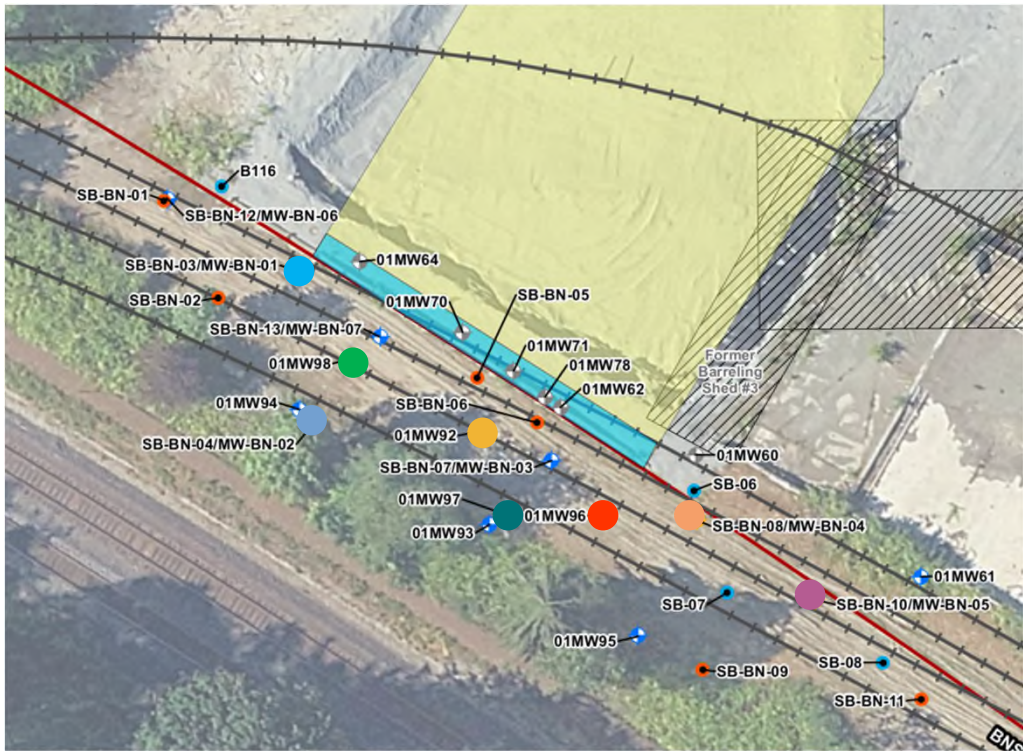 B116
SB-BN-01
SB-BN-12/MW-BN-06
01MW64
SB-BN-03/MW-BN-01
SB-BN-02
SB-BN-05
01MW70
SB-BN-13/MW-BN-07
01MW71
Former
Barreling
Shed #3
01MW98
01MW78
01MW62
01MW94
SB-BN-06
SB-BN-04/MW-BN-02
01MW92
01MW60
SB-BN-07/MW-BN-03
SB-06
01MW97
01MW96
SB-BN-08/MW-BN-04
01MW93
01MW61
SB-07
SB-BN-10/MW-BN-05
01MW95
SB-08
SB-BN-09
SB-BN-11